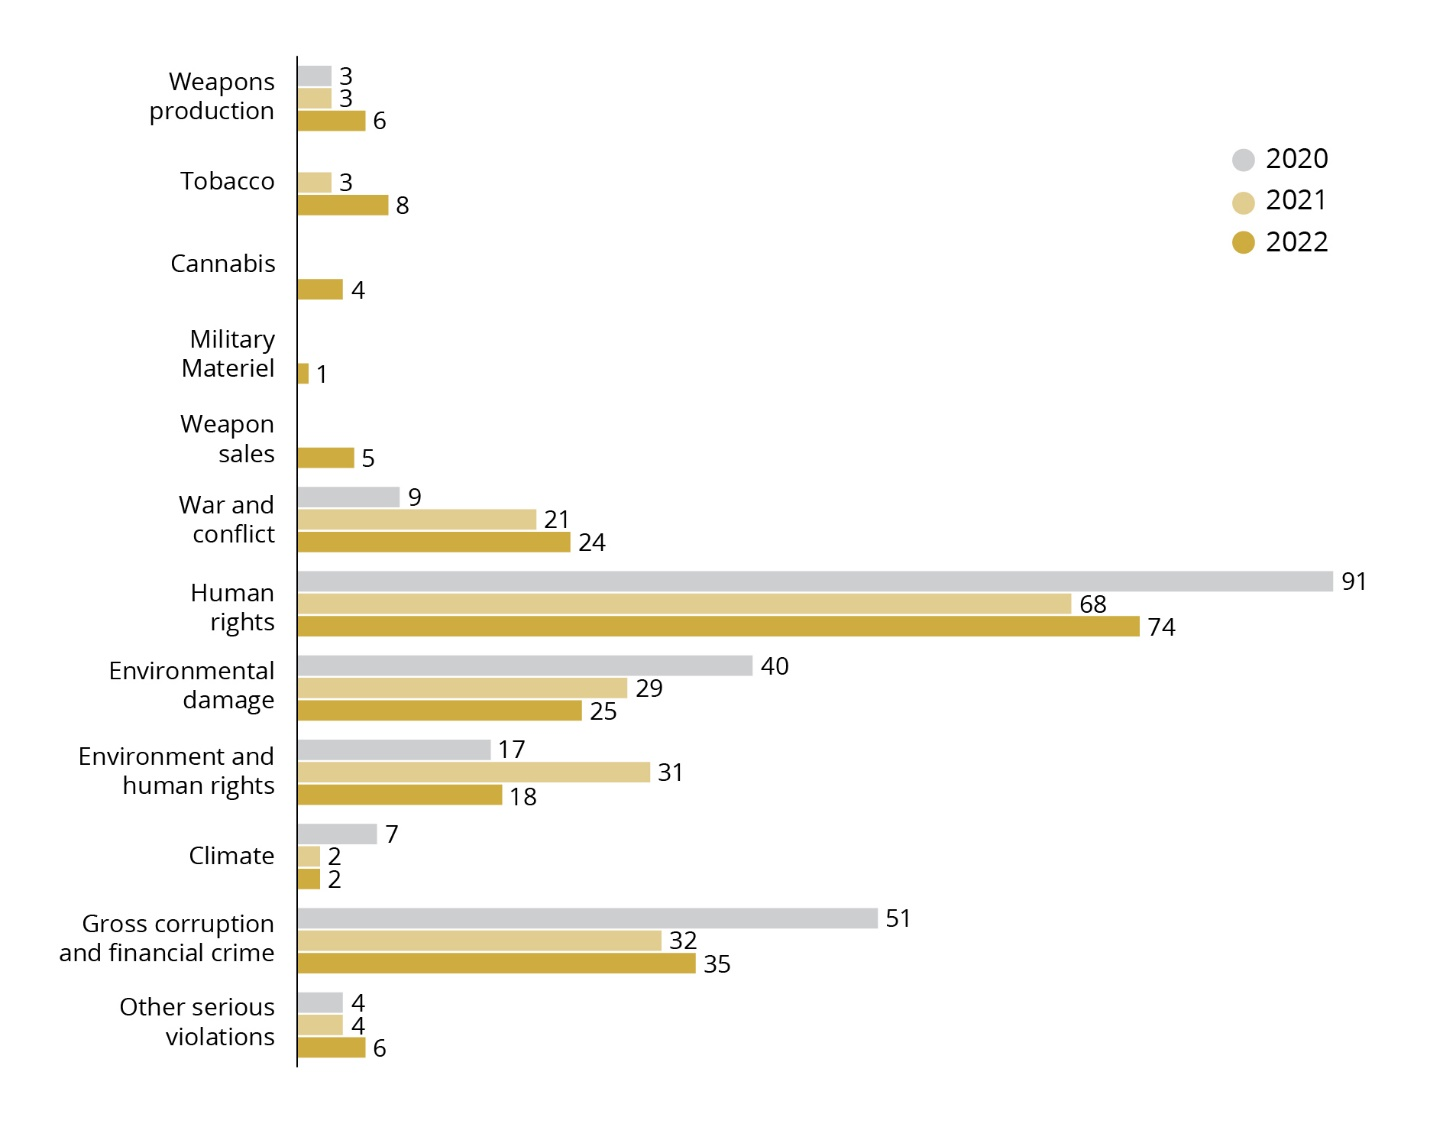 Weapons
production
3
3
6
Tobacco
3
8
Cannabis
4
Military
Materiel
1
Weapon
sales
5
War and
conflict
9
21
24
Human
rights
91
68
74
Environmental
damage
40
29
25
Environment and
human rights
17
31
18
Climate
7
2
2
Gross corruption
and financial crime
51
32
35
Other serious
violations
4
4
6
2020
2021
2022